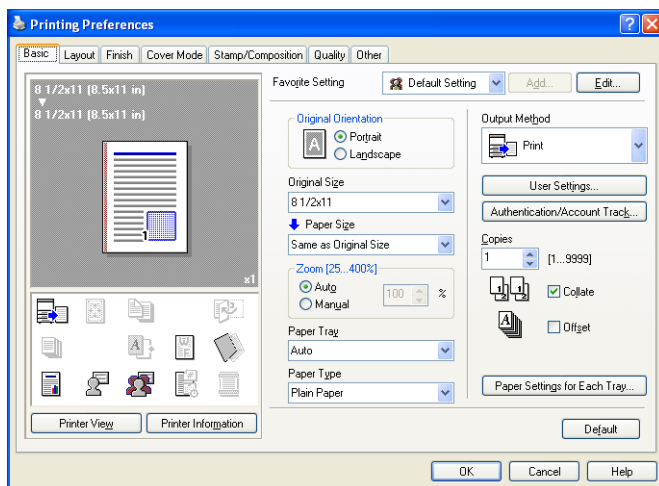 Printing Preferences
Basic Layout Finish Cover Mode Stamp/Composition Quality Other
8 1/2x11 (8.5x11 in)
8 1/2x11 (8.5x11 in)
1
x1
Printer View Printer Information
Favorite Setting Default Setting Add... Edit...
Original Orientation
A
Portrait
Landscape
Original Size
8 1/2x11
Paper Size
Same as Original Size
Zoom [25...400%]
Auto
Manual
100 %
Paper Tray
Auto
Paper Type
Plain Paper
Output Method
Print
User Settings...
Authentication/Account Track...
Copies
1 [1...9999]
Collate
Offset
Paper Settings for Each Tray...
Default
OK Cancel Help